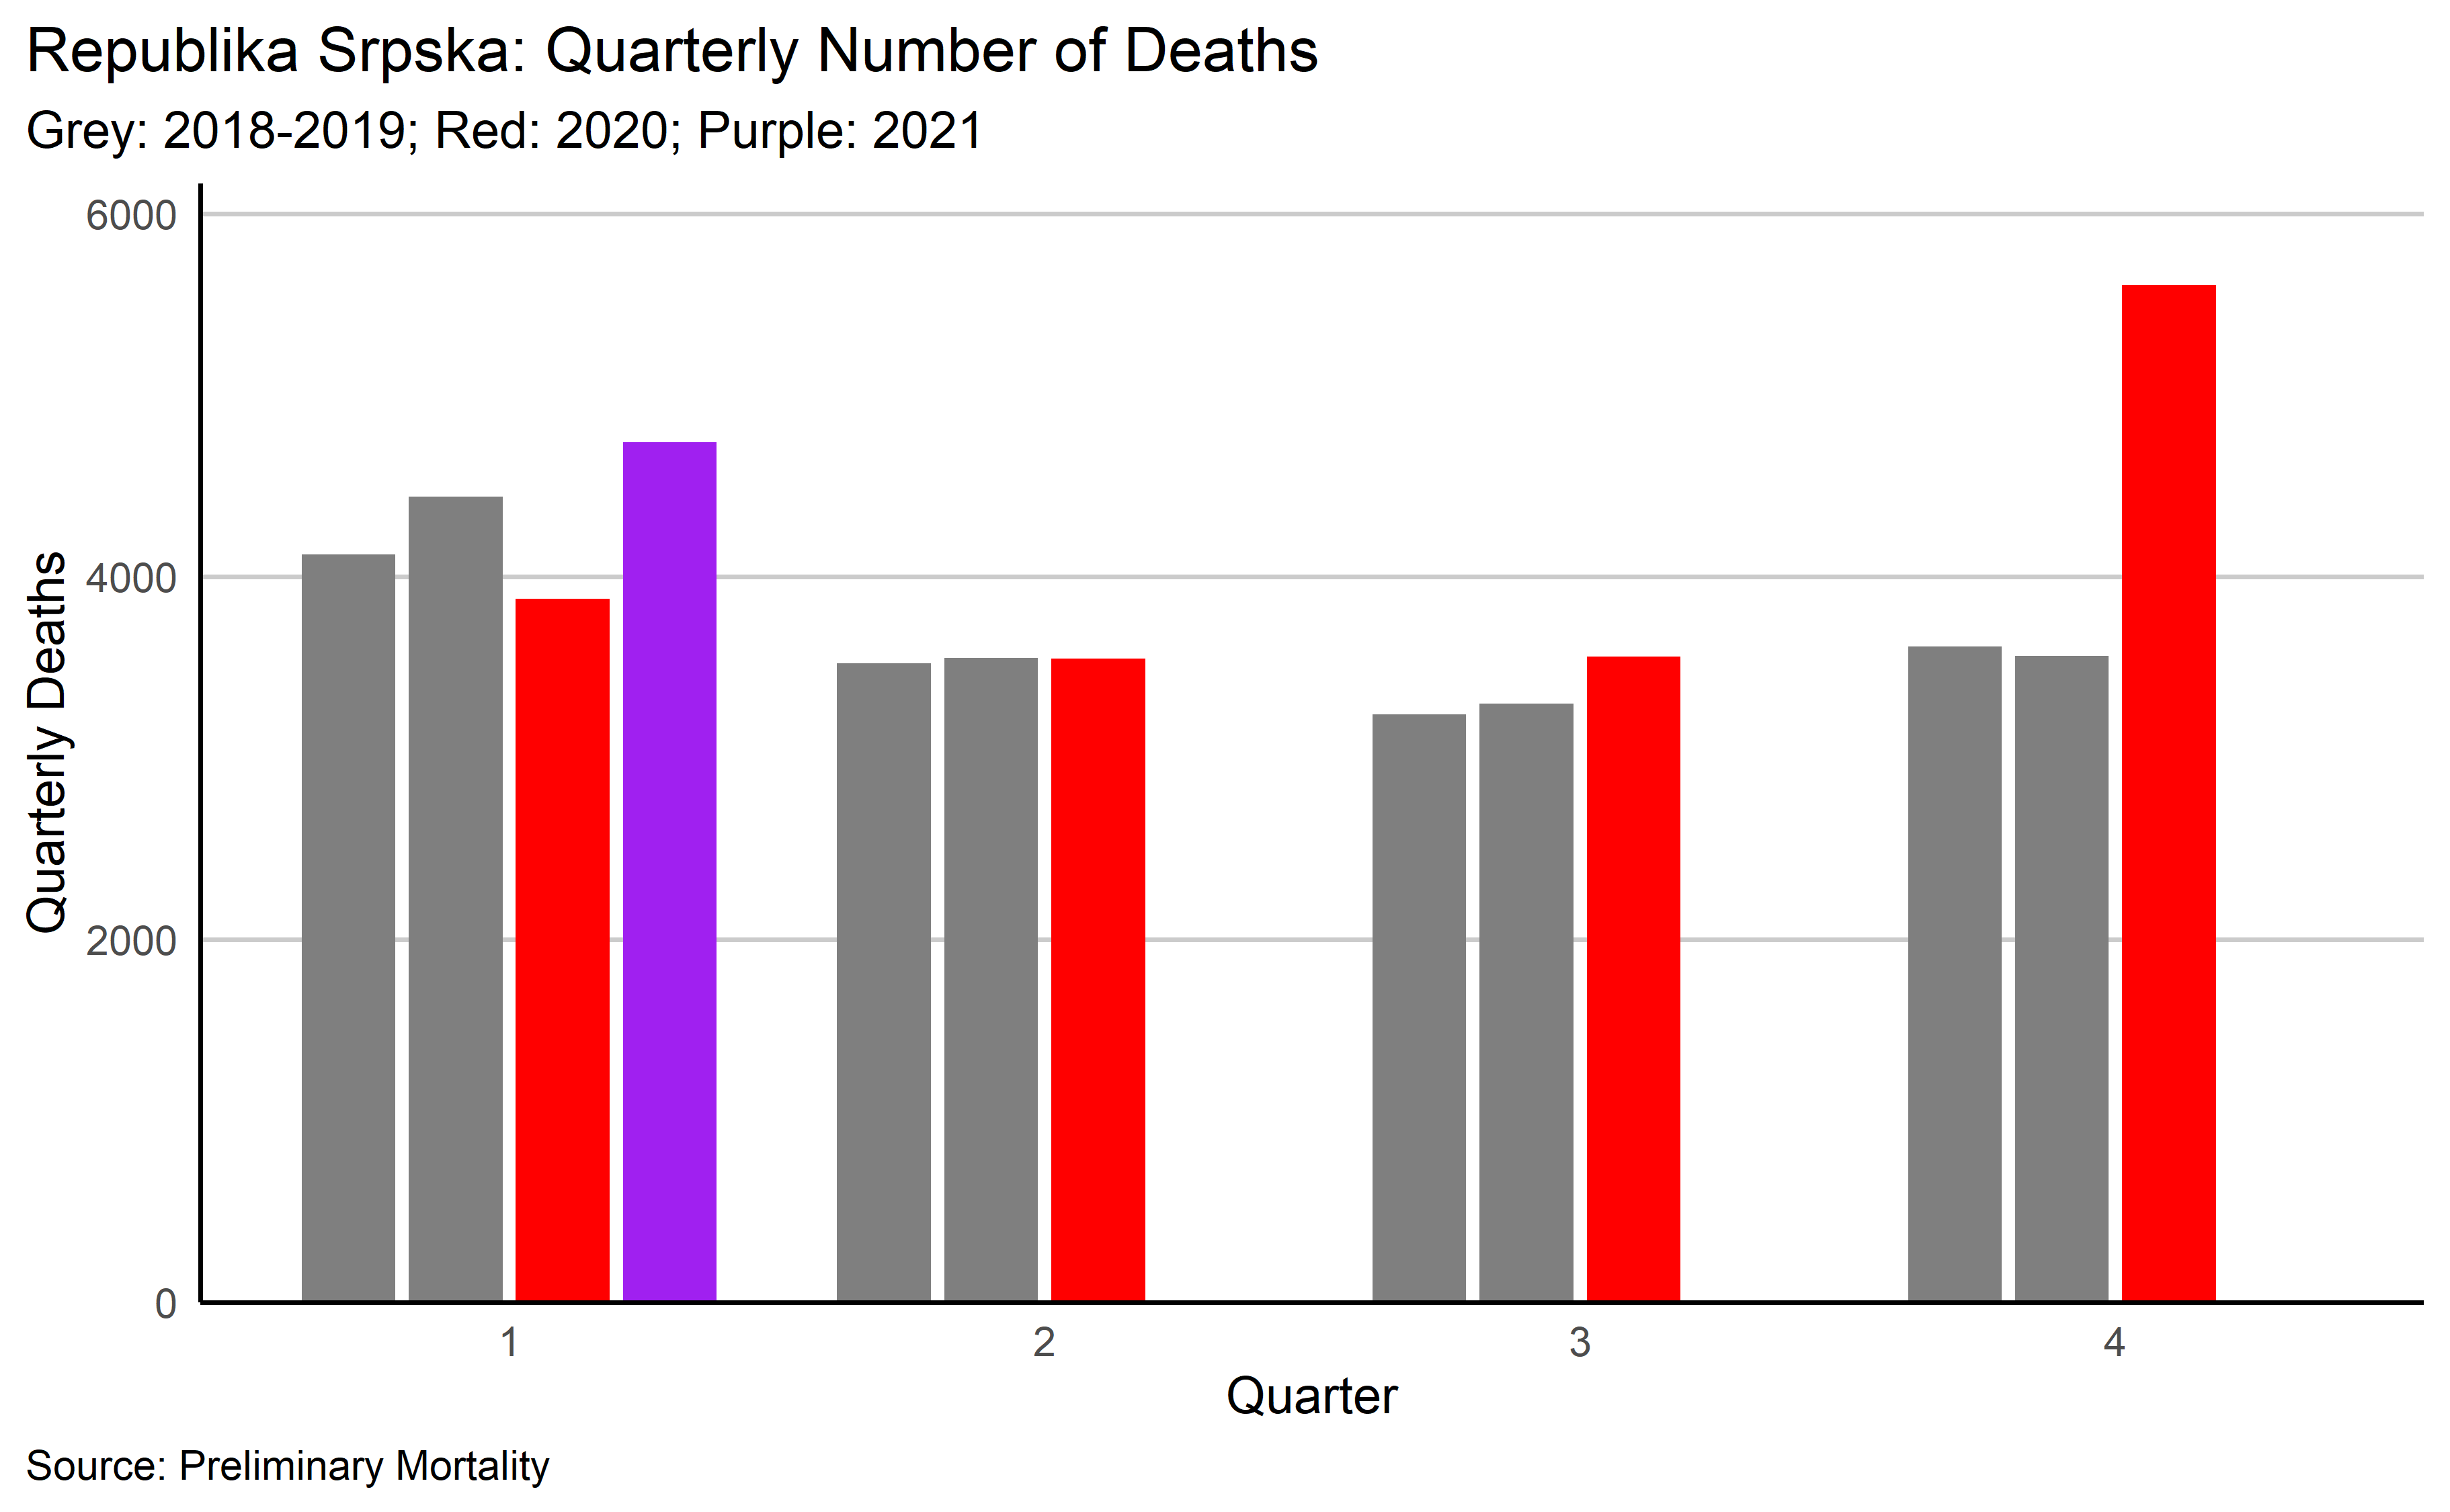 Republika Srpska: Quarterly Number of Deaths
Grey: 2018-2019; Red: 2020; Purple: 2021
Quarterly Deaths
6000
4000
2000
0
1 2 3 4
Quarter
Source: Preliminary Mortality